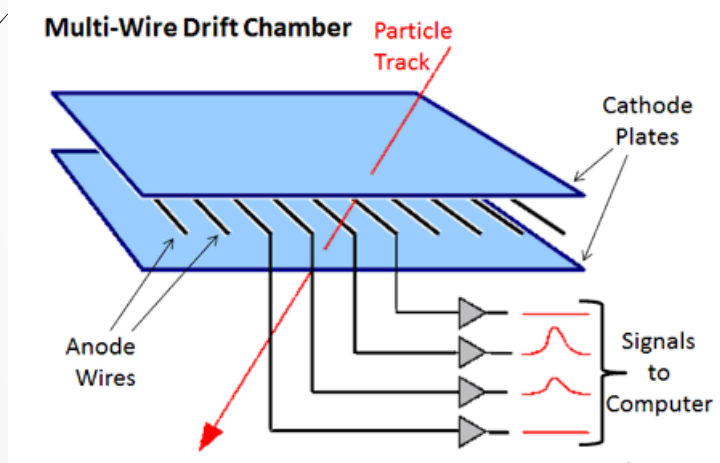 Multi-Wire Drift Chamber
Particle
Track
Cathode
Plates
Anode
Wires
Signals
to
Computer